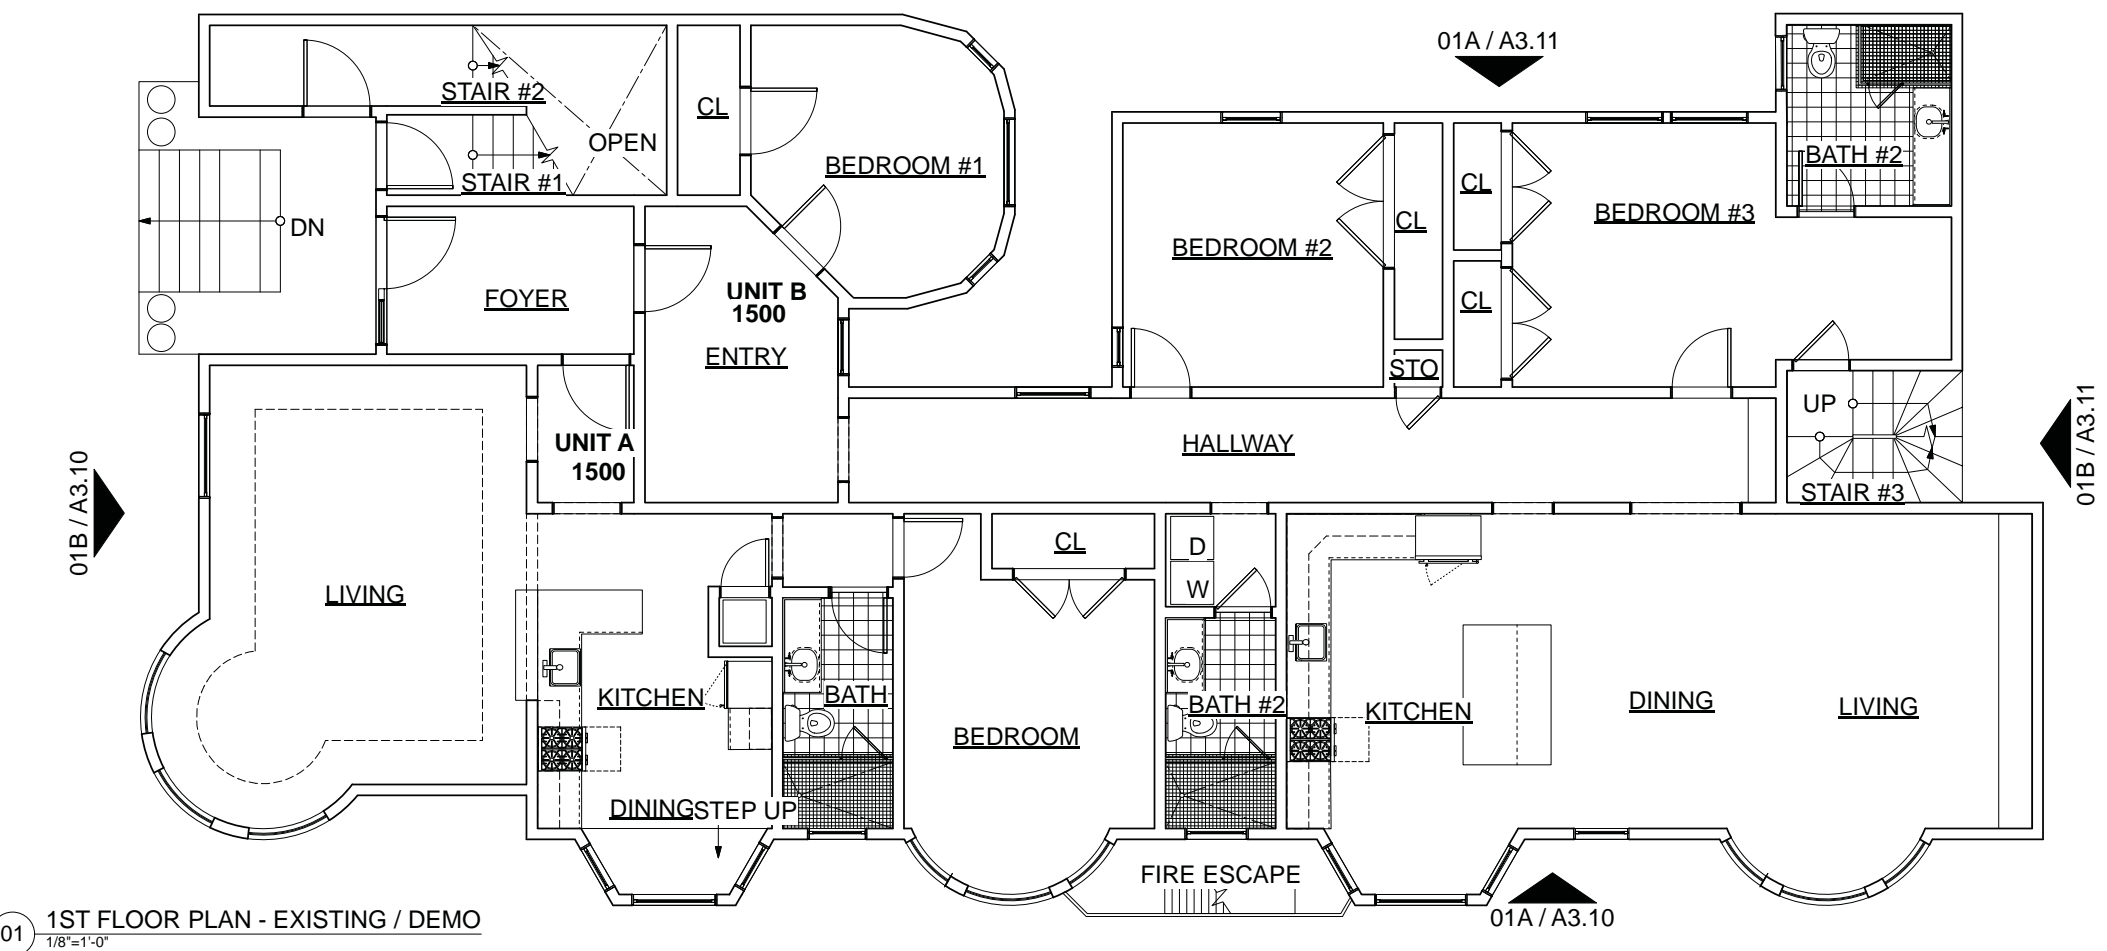 01A / A3.11
STAIR #2
CL
OPEN
BEDROOM #1
STAIR #1
BATH #2
CL
CL
BEDROOM #3
DN
BEDROOM #2
UNIT B
1500
FOYER
CL
ENTRY
STO
UP
UNIT A
1500
HALLWAY
01B / A3.10
01B / A3.11
STAIR #3
CL
D
W
LIVING
KITCHEN
BATH
BATH #2
KITCHEN
DINING
LIVING
BEDROOM
DINING
STEP UP
FIRE ESCAPE
01A / A3.10
01
1ST FLOOR PLAN - EXISTING / DEMO
1/8"=1'-0"